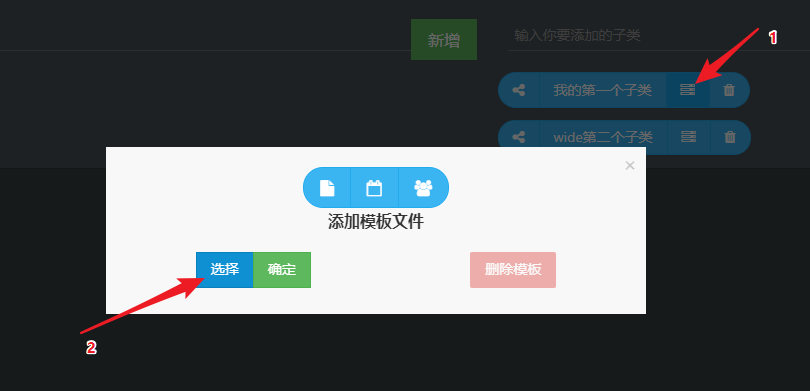 新增
输入你要添加的子类
1
我的第一个子类
wide第二个子类
×
添加模板文件
选择 确定 删除模板
2